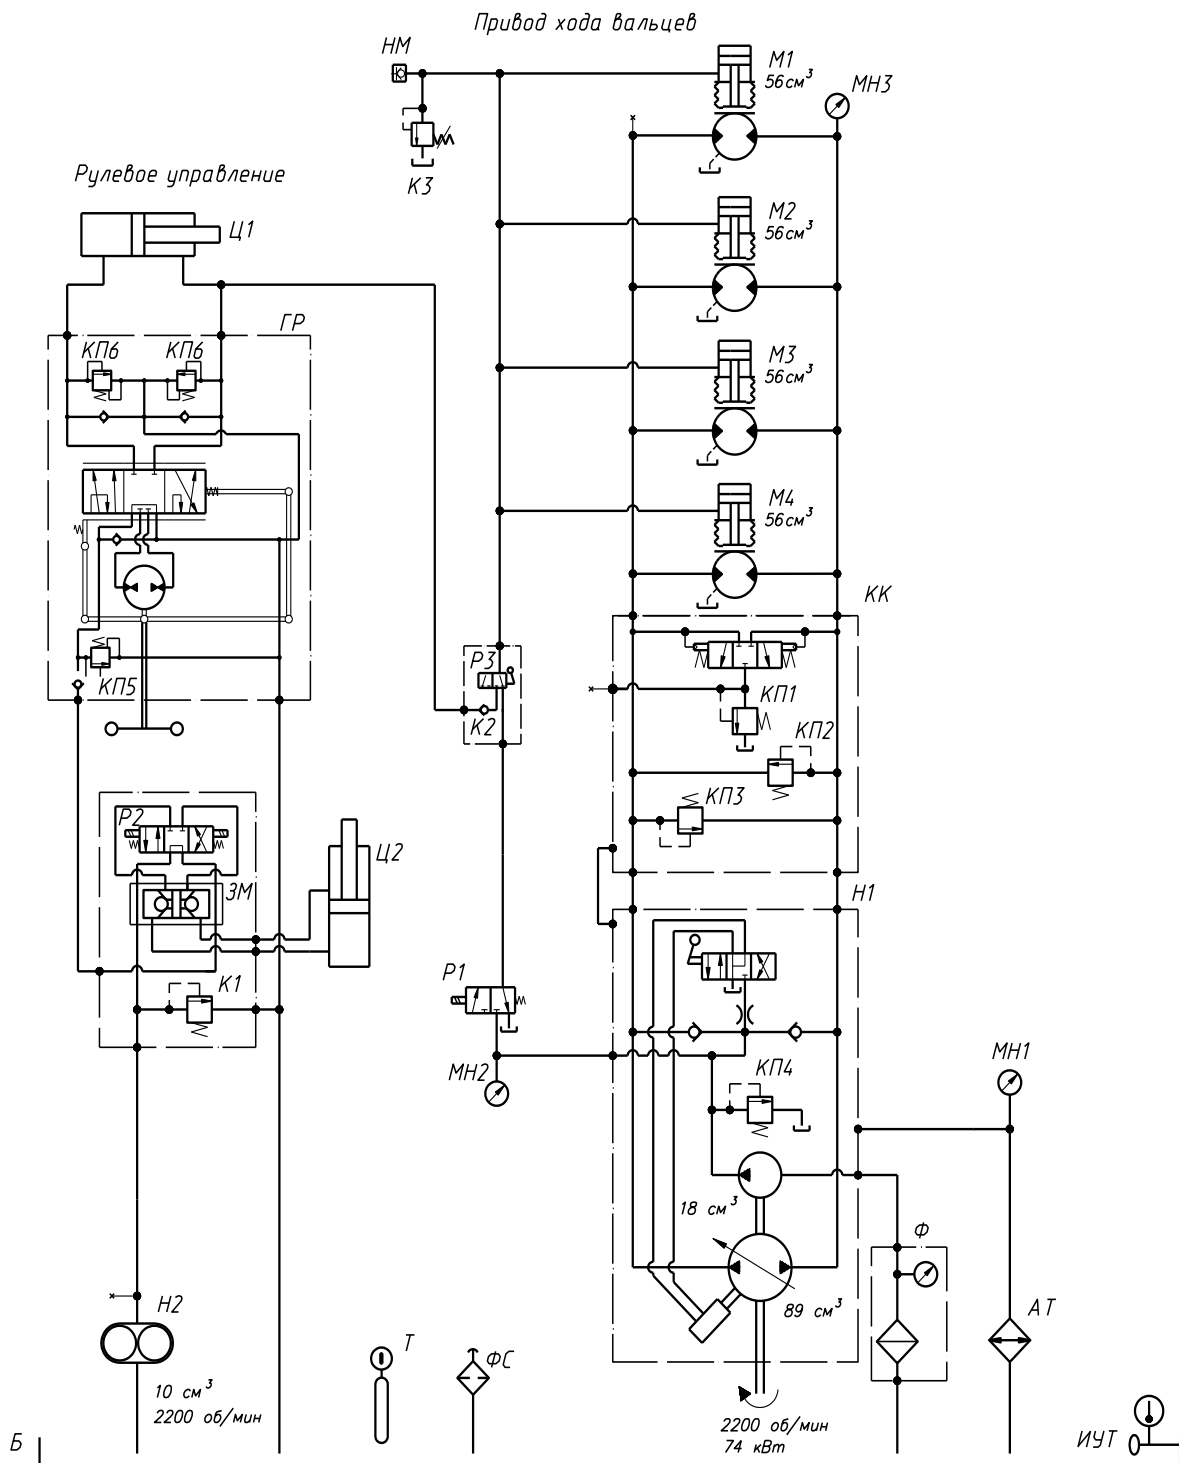 Привод хода вальцев
НМ
М1
56см³
МН3
К3
Рулевое управление
Ц1
М2
56см³
ГР
КП6
КП6
М3
56см³
М4
56см³
КК
Р3
КП5
К2
КП1
КП2
КП3
Р2
Ц2
ЗМ
Н1
К1
Р1
МН2
МН1
КП4
18 см³
Ф
89 см³
Н2
АТ
Т
ФС
10 см³
2200 об/мин
2200 об/мин
74 кВт
Б
ИУТ